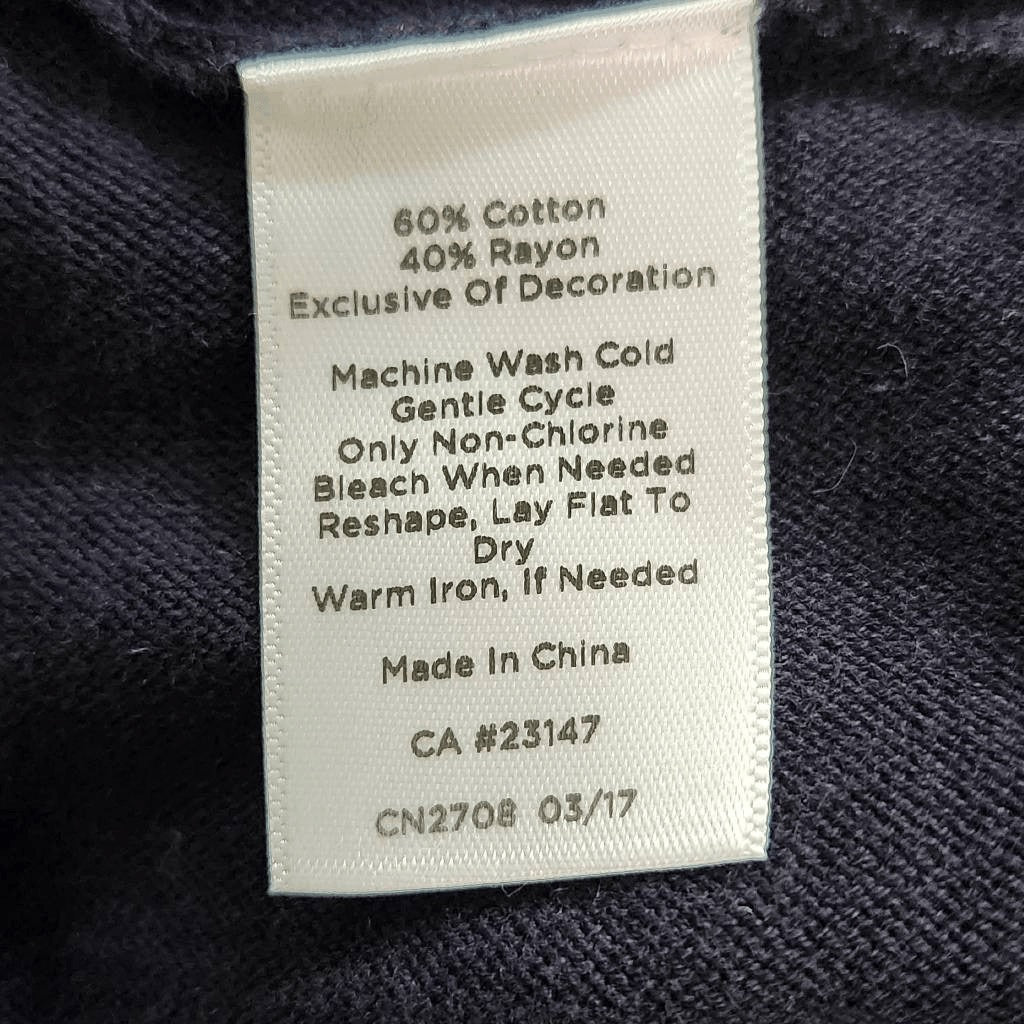 60% Cotton
40% Rayon
Exclusive Of Decoration
Machine Wash Cold
Gentle Cycle
Only Non-Chlorine
Bleach When Needed
Reshape, Lay Flat To
Dry
Warm Iron, If Needed
Made In China
CA #23147
CN2708 03/17